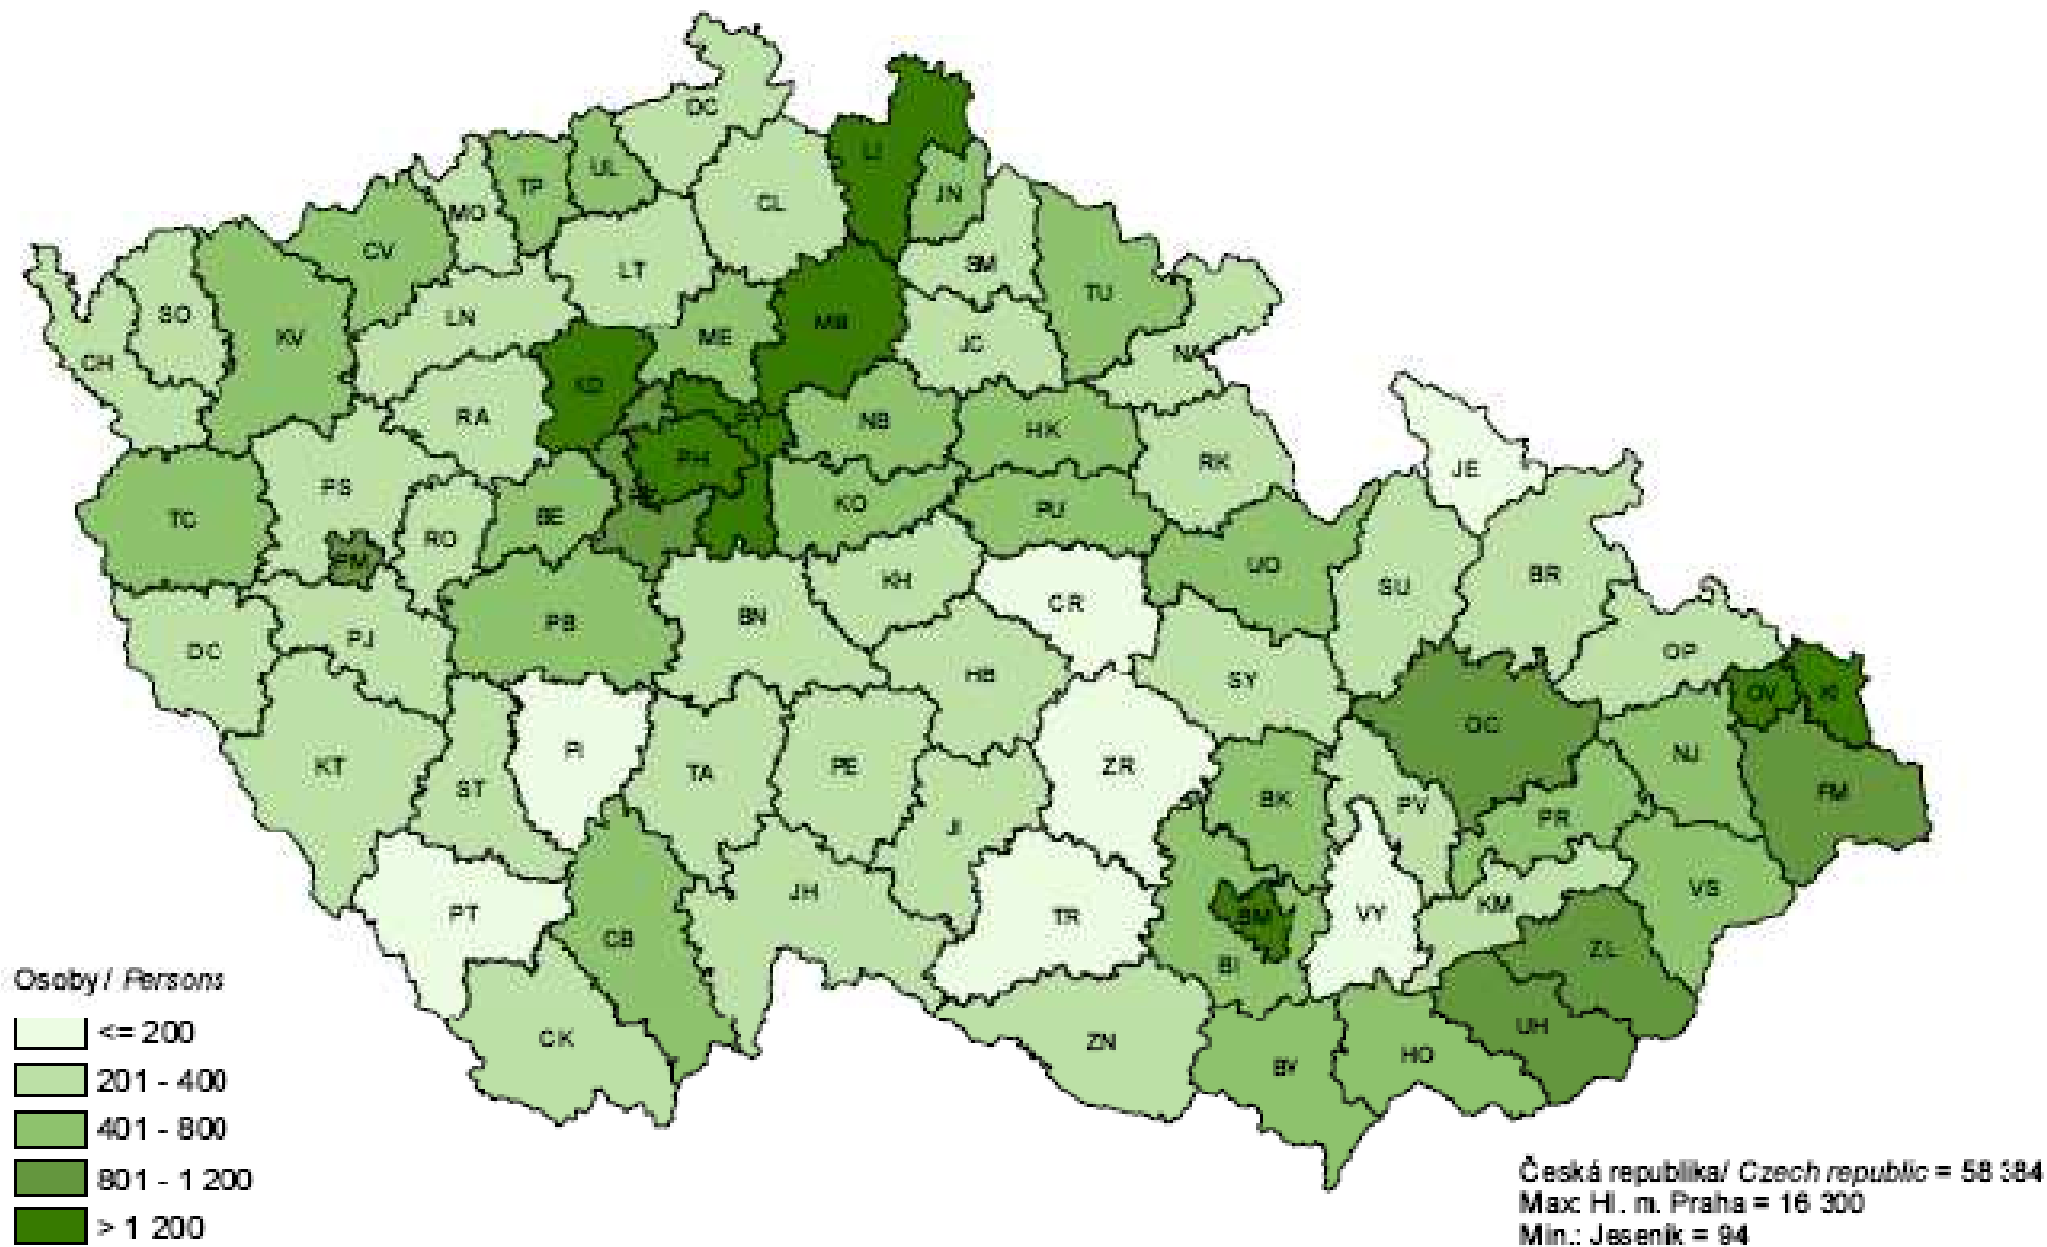 DC
LI
UL
TP
JN
CL
MO
CV
SM
LT
TU
SO
LN
MB
KV
ME
JC
NA
CH
KD
RA
NB
HK
PH
RK
JE
PS
KO
PU
TC
BE
RO
PM
UO
BR
KH
SU
CR
BN
PB
PJ
DC
OP
HB
SY
OV
KI
OC
FI
NJ
KT
TA
PE
ZR
ST
BK
PV
FM
PR
JI
JH
VS
KM
PT
TR
BM
VY
CB
ZL
BI
UH
CK
ZN
HO
BV
Osoby / Persons
<= 200
201 - 400
401 - 800
801 - 1 200
> 1 200
Česká republika/ Czech republic = 58 384
Max: Hl. m. Praha = 16 300
Min.: Jeseník = 94